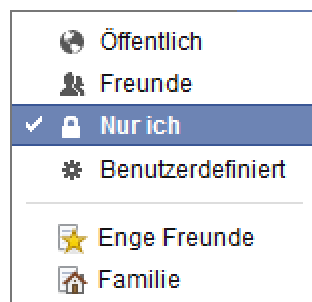 Öffentlich
Freunde
Nur ich
Benutzerdefiniert
Enge Freunde
Familie